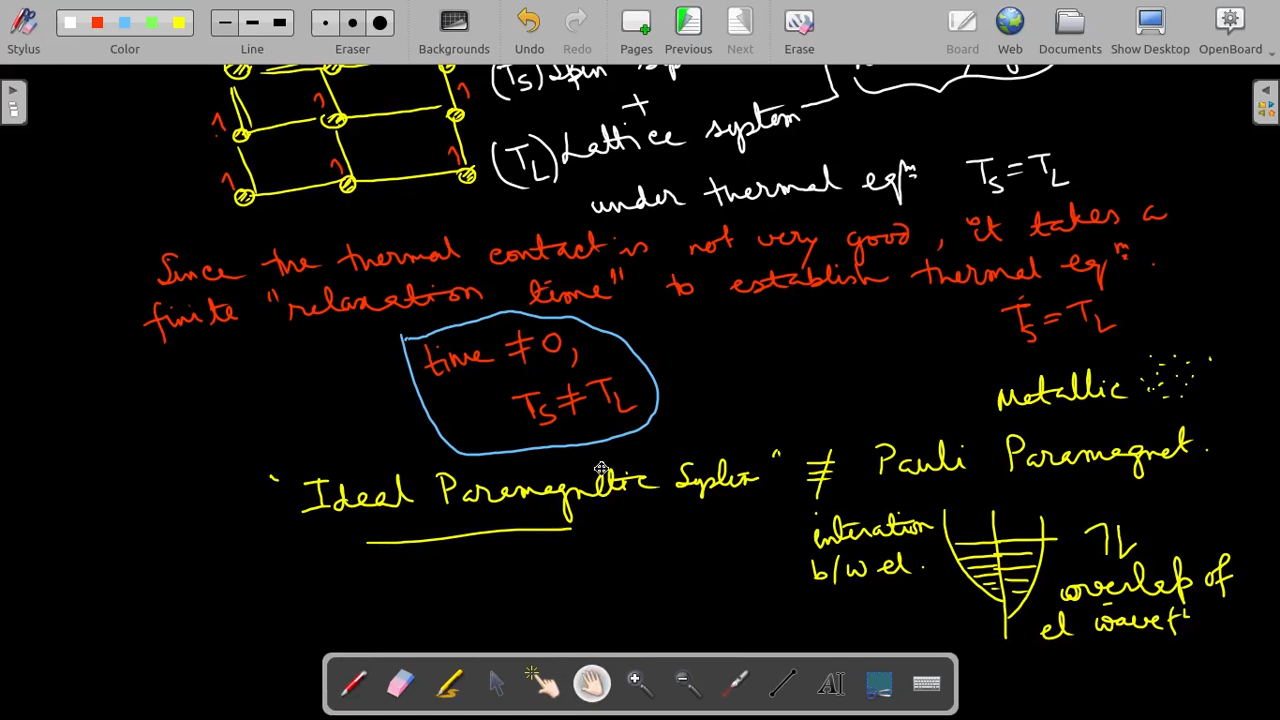 Stylus Color Line Eraser Backgrounds Undo Redo Pages Previous Next Erase Board Web Documents Show Desktop OpenBoard
(Ts) Spin
+
(TL) Lattice system
under thermal eqm Ts = TL
Since the thermal contact is not very good, it takes a
finite "relaxation time" to establish thermal eqm.
Ts = TL
time ≠ 0,
Ts ≠ TL
Metallic
"Ideal Paramagnetic System" ≠ Pauli Paramagnet.
interation
b/w el.
↑↓
overlap of
el wavef